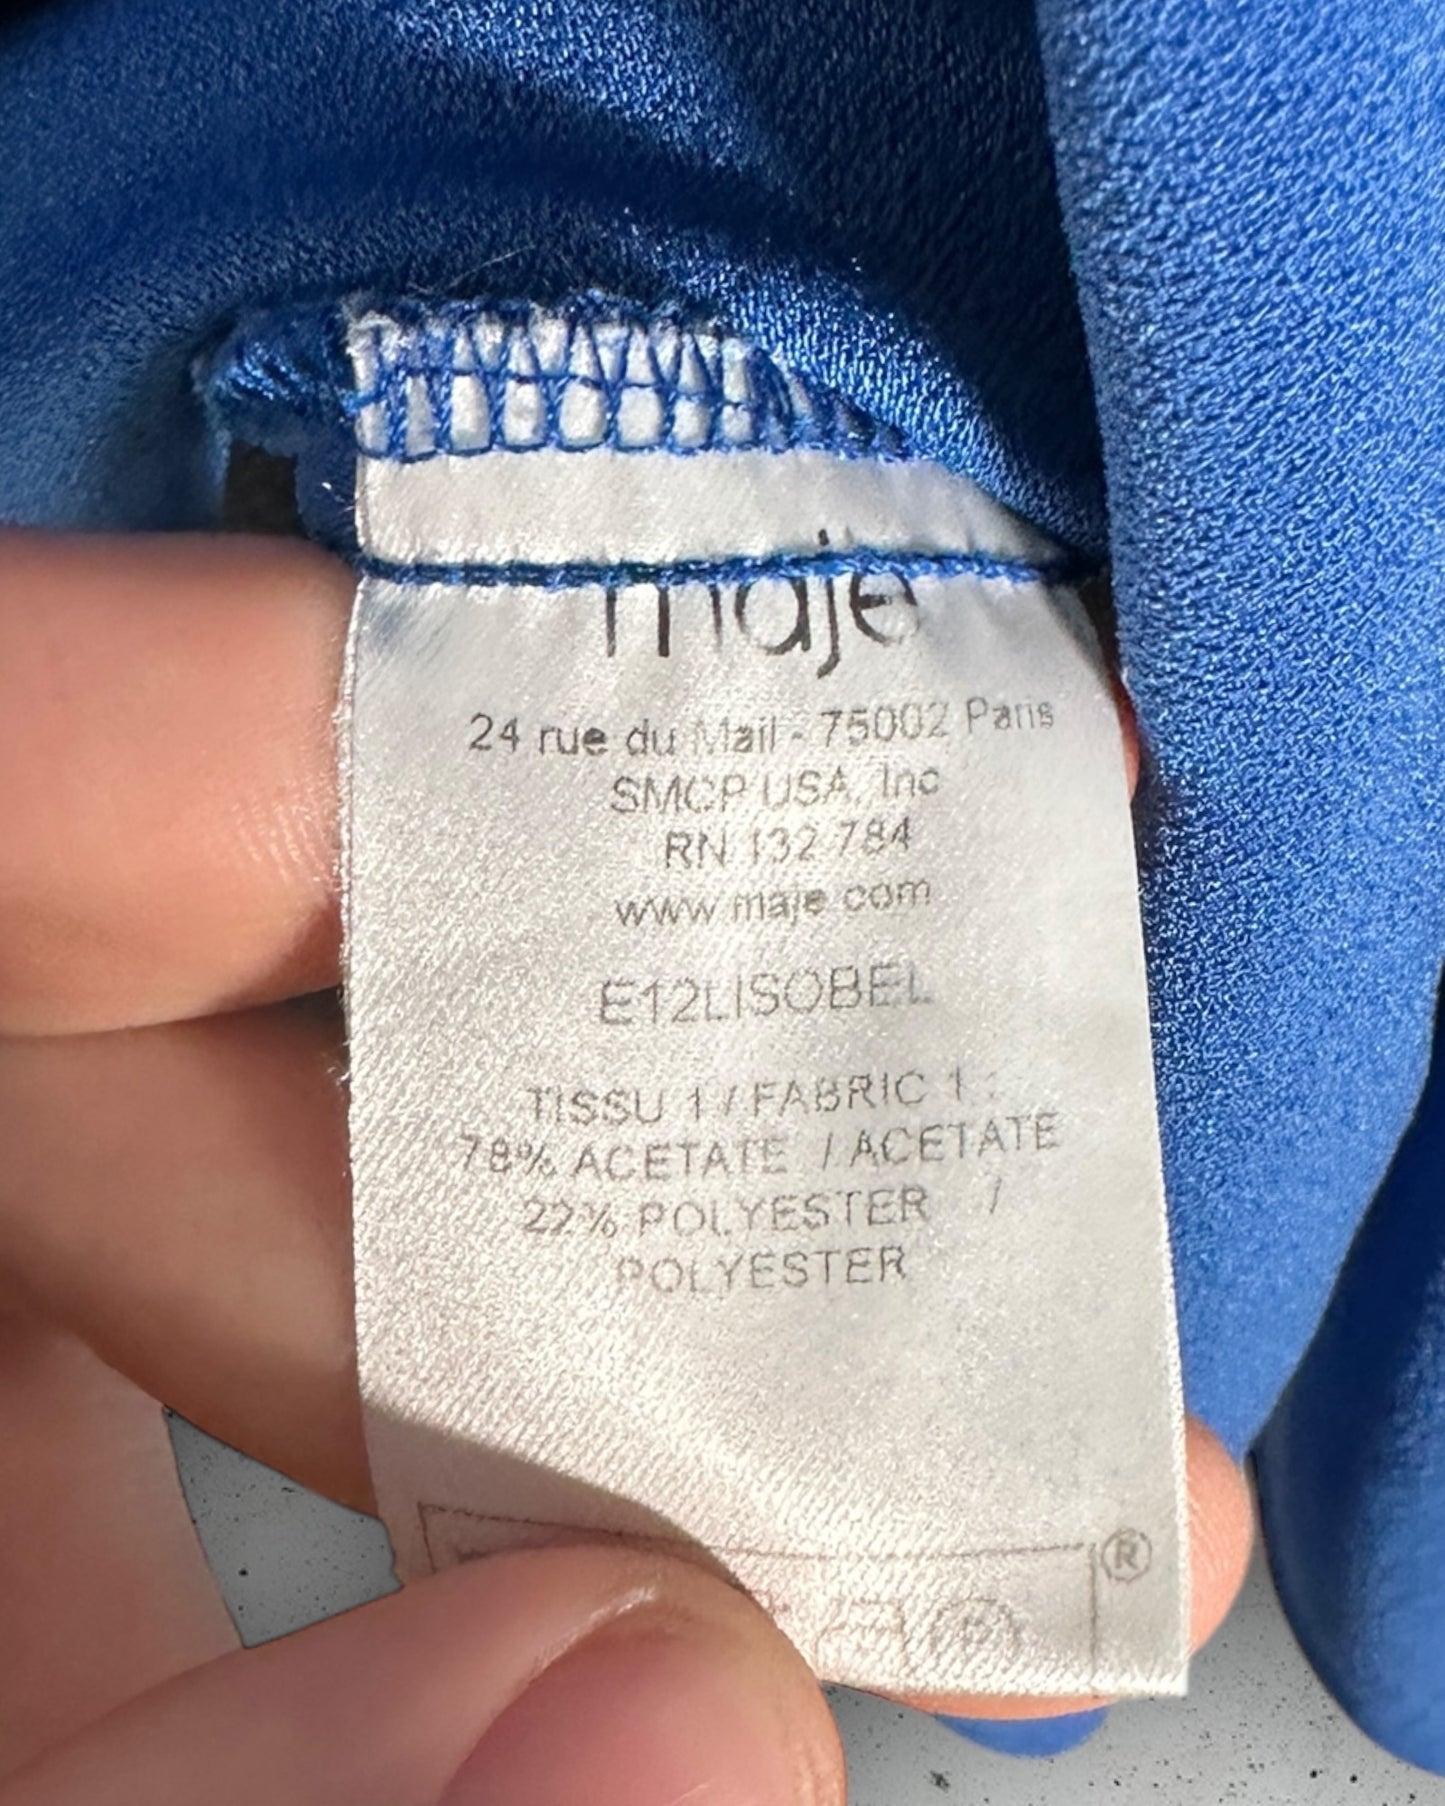 maje
24 rue du Mail - 75002 Paris
SMCP USA, Inc
RN 132 784
www maje com
E12LISOBEL
TISSU 1 / FABRIC 1 :
78% ACETATE / ACETATE
22% POLYESTER /
POLYESTER
®